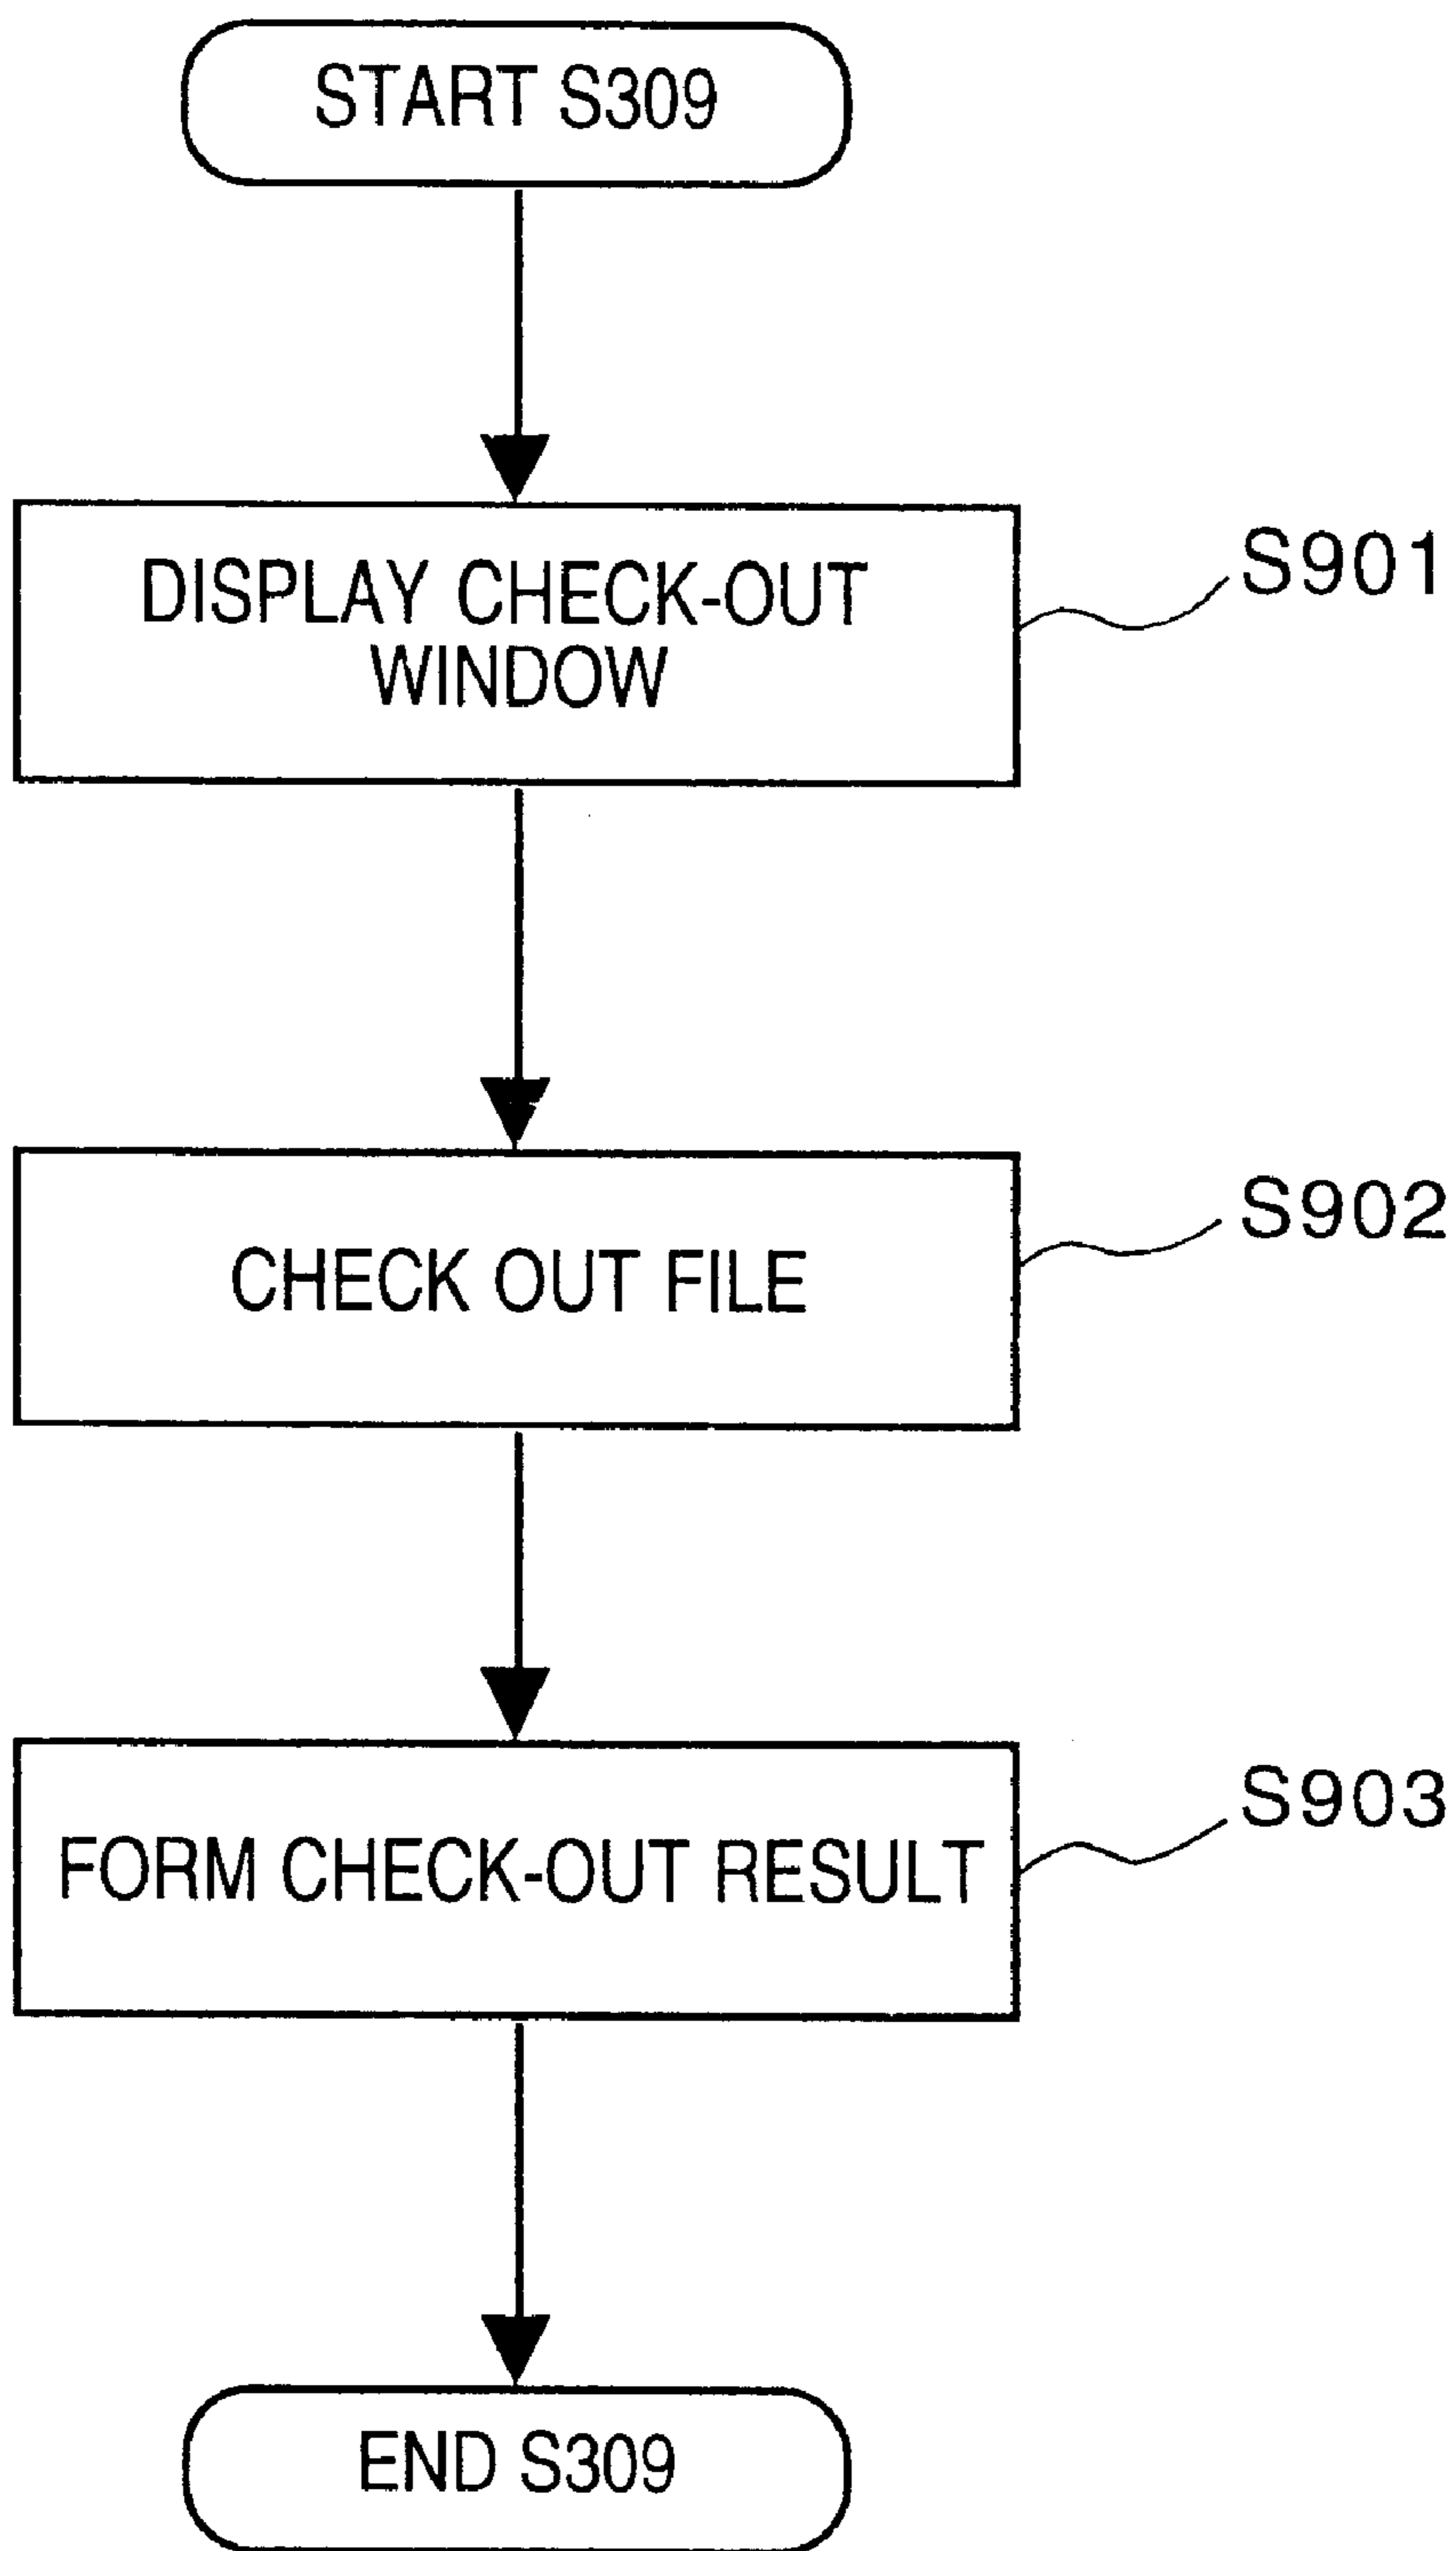 START S309
DISPLAY CHECK-OUT
WINDOW
S901
CHECK OUT FILE
S902
FORM CHECK-OUT RESULT
S903
END S309